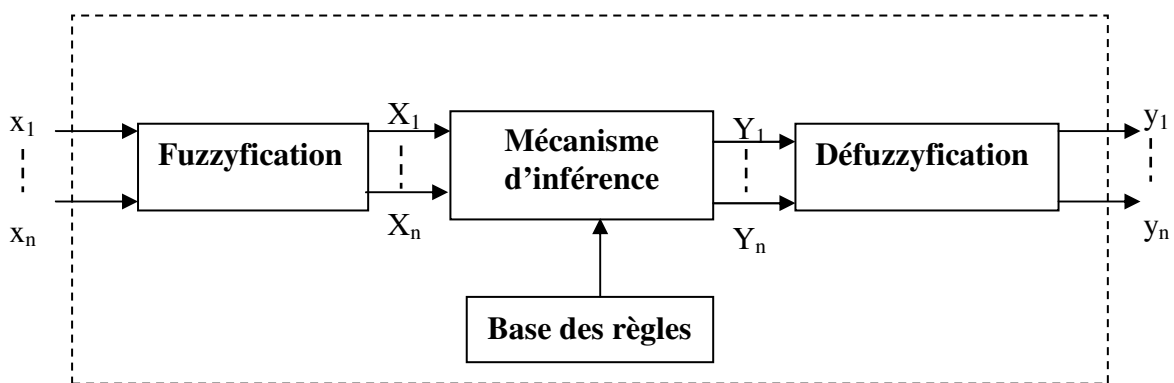 x₁
xₙ
Fuzzyfication
X₁
Xₙ
Mécanisme
d’inférence
Y₁
Yₙ
Défuzzyfication
y₁
yₙ
Base des règles